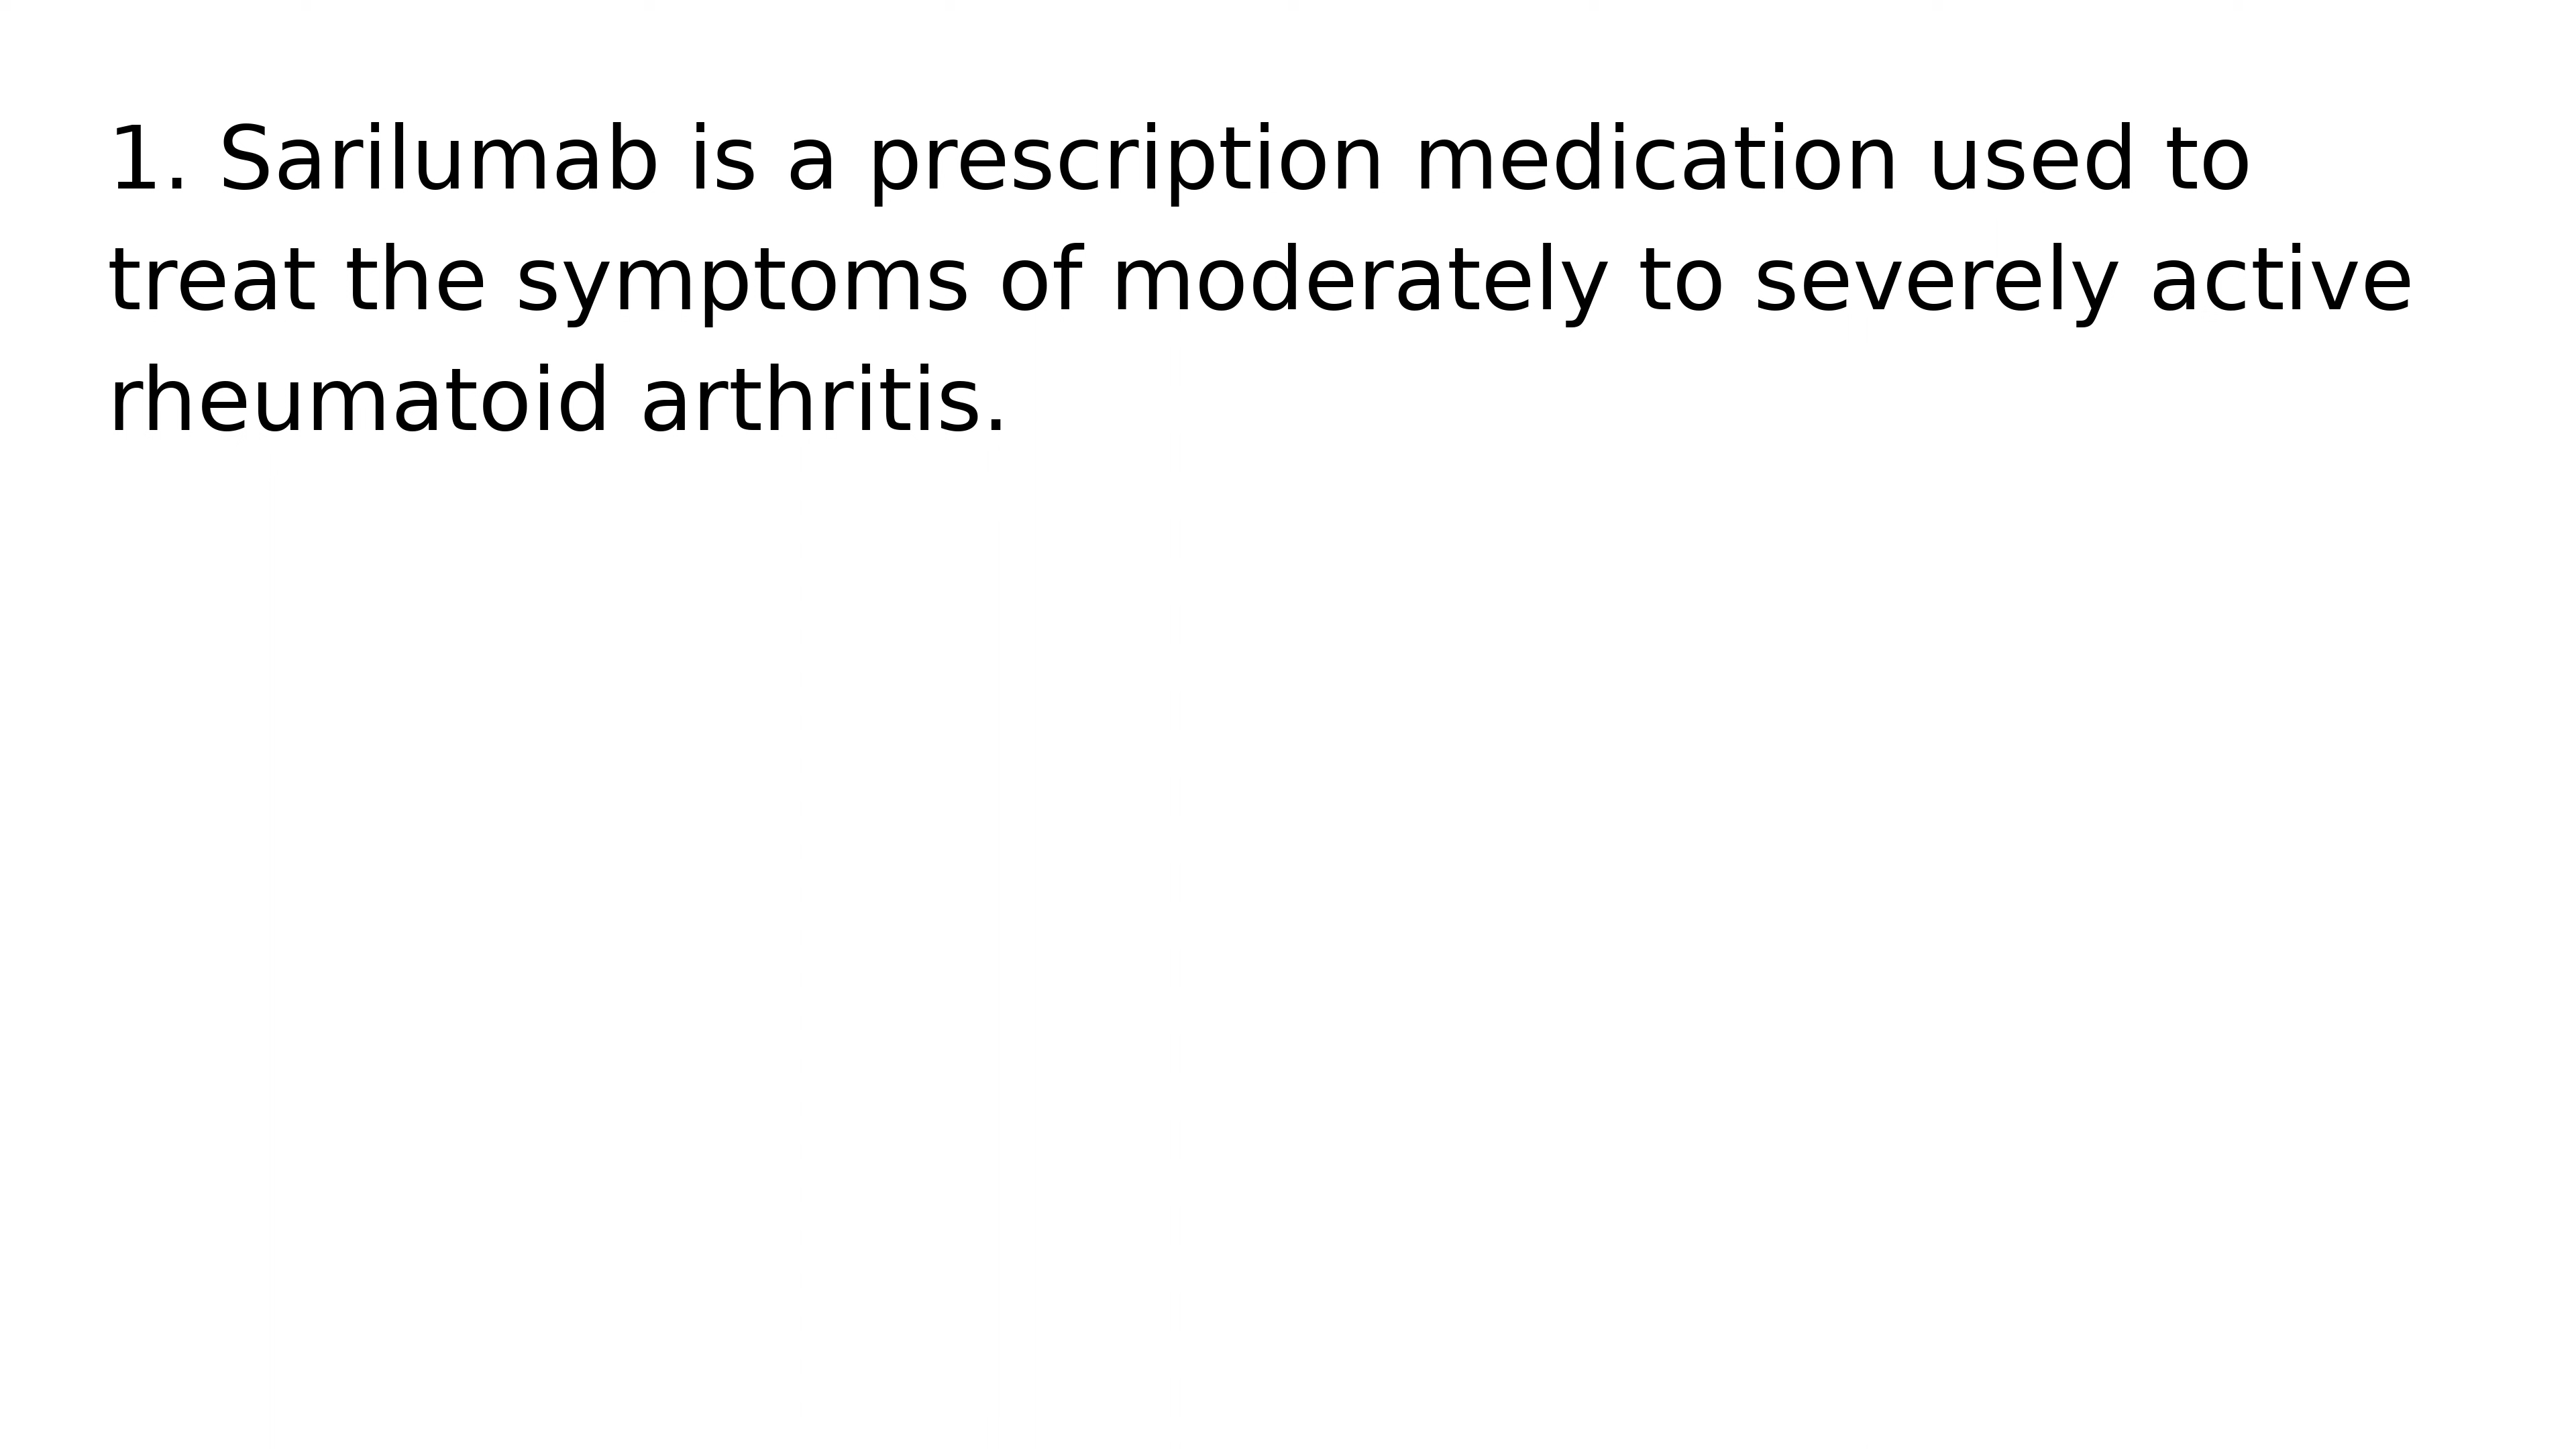 1. Sarilumab is a prescription medication used to
treat the symptoms of moderately to severely active
rheumatoid arthritis.